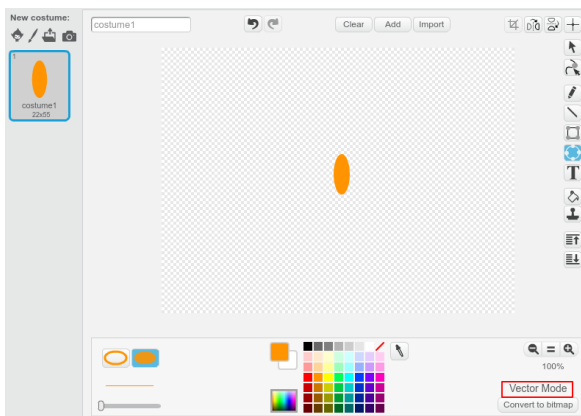 New costume:
costume1
Clear
Add
Import
1
costume1
22x55
T
100%
Vector Mode
Convert to bitmap